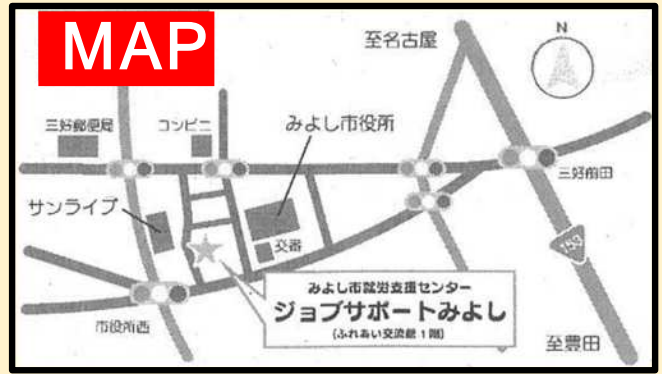 MAP
至名古屋
N
三好郵便局
コンビニ
みよし市役所
三好前田
サンライブ
交番
153
みよし市就労支援センター
ジョブサポートみよし
(ふれあい交流館1階)
市役所西
至豊田